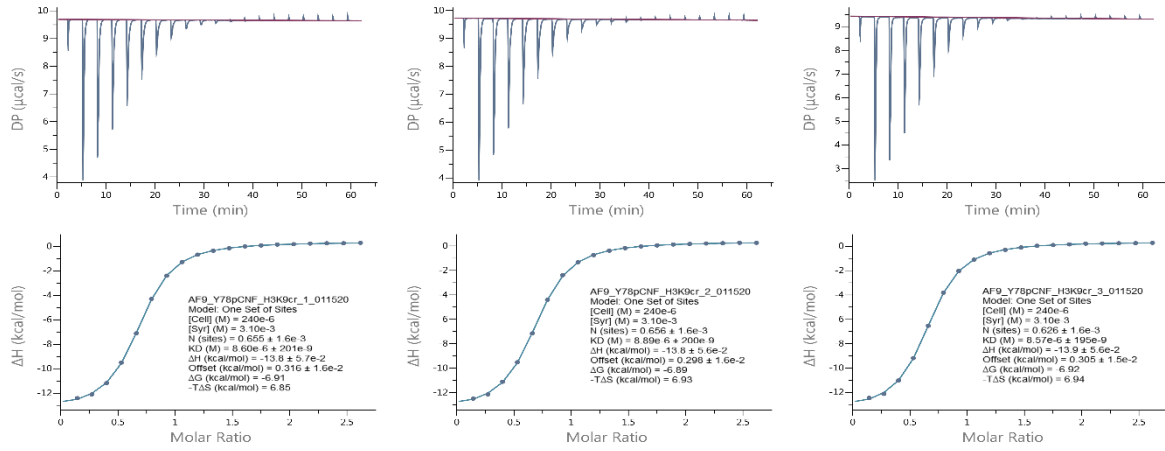 DP (µcal/s)
10
9
8
7
6
5
4
0 10 20 30 40 50 60
Time (min)
DP (µcal/s)
10
9
8
7
6
5
4
0 10 20 30 40 50 60
Time (min)
DP (µcal/s)
9
8
7
6
5
4
3
0 10 20 30 40 50 60
Time (min)
ΔH (kcal/mol)
0
-2
-4
-6
-8
-10
-12
AF9_Y78pCNF_H3K9cr_1_011520
Model: One Set of Sites
[Cell] (M) = 240e-6
[Syr] (M) = 3.10e-3
N (sites) = 0.655 ± 1.6e-3
KD (M) = 8.60e-6 ± 201e-9
ΔH (kcal/mol) = -13.8 ± 5.7e-2
Offset (kcal/mol) = 0.316 ± 1.6e-2
ΔG (kcal/mol) = -6.91
-TΔS (kcal/mol) = 6.85
0 0.5 1 1.5 2 2.5
Molar Ratio
ΔH (kcal/mol)
0
-2
-4
-6
-8
-10
-12
AF9_Y78pCNF_H3K9cr_2_011520
Model: One Set of Sites
[Cell] (M) = 240e-6
[Syr] (M) = 3.10e-3
N (sites) = 0.656 ± 1.6e-3
KD (M) = 8.89e-6 ± 200e-9
ΔH (kcal/mol) = -13.8 ± 5.6e-2
Offset (kcal/mol) = 0.298 ± 1.6e-2
ΔG (kcal/mol) = -6.89
-TΔS (kcal/mol) = 6.93
0 0.5 1 1.5 2 2.5
Molar Ratio
ΔH (kcal/mol)
0
-2
-4
-6
-8
-10
-12
AF9_Y78pCNF_H3K9cr_3_011520
Model: One Set of Sites
[Cell] (M) = 240e-6
[Syr] (M) = 3.10e-3
N (sites) = 0.626 ± 1.6e-3
KD (M) = 8.57e-6 ± 195e-9
ΔH (kcal/mol) = -13.9 ± 5.6e-2
Offset (kcal/mol) = 0.305 ± 1.5e-2
ΔG (kcal/mol) = -6.92
-TΔS (kcal/mol) = 6.94
0 0.5 1 1.5 2 2.5
Molar Ratio